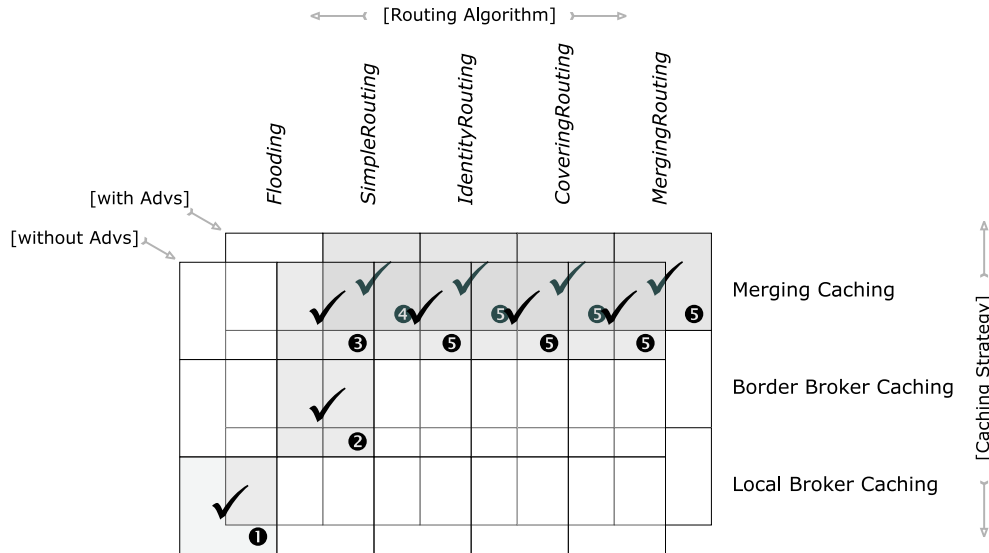 [Routing Algorithm]
Flooding
SimpleRouting
IdentityRouting
CoveringRouting
MergingRouting
[with Advs]
[without Advs]
Merging Caching
❹ ❺ ❺ ❺
❸ ❺ ❺ ❺
Border Broker Caching
❷
Local Broker Caching
❶
[Caching Strategy]